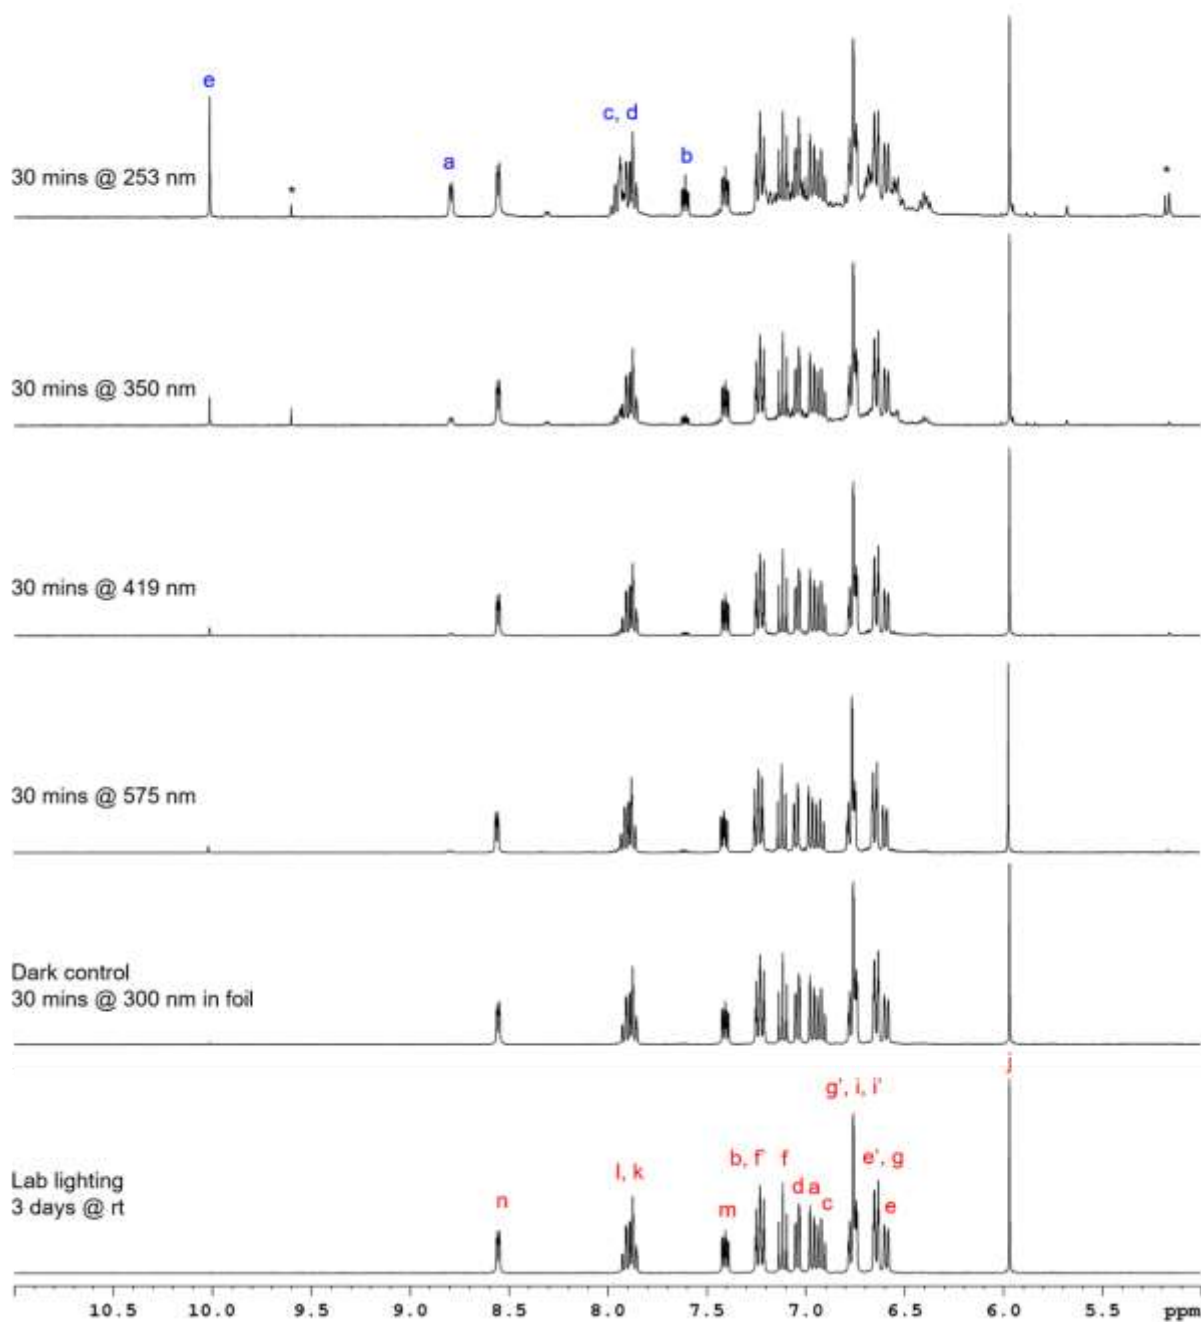 e
c, d
a
b
30 mins @ 253 nm
*
*
30 mins @ 350 nm
30 mins @ 419 nm
30 mins @ 575 nm
Dark control
30 mins @ 300 nm in foil
j
g', i, i'
Lab lighting
3 days @ rt
n
l, k
m
b, f'
f
d a
c
e', g
e
10.5 10.0 9.5 9.0 8.5 8.0 7.5 7.0 6.5 6.0 5.5 ppm